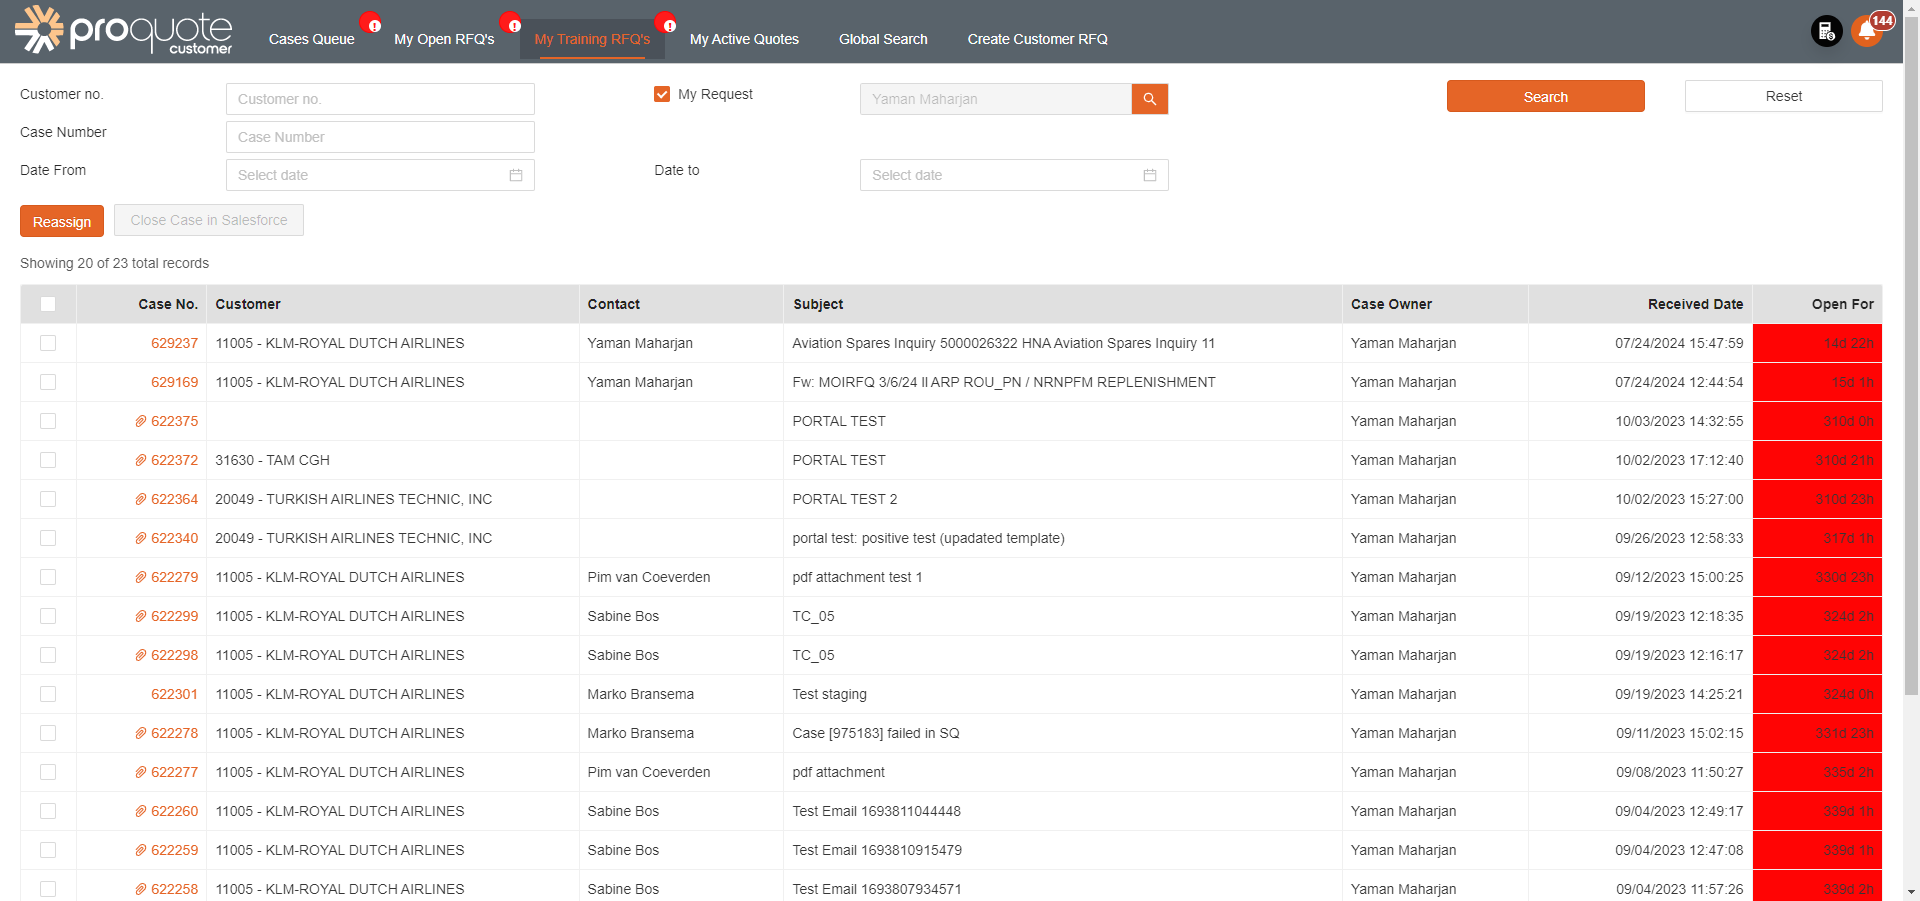 proquote
customer
Cases Queue My Open RFQ's My Training RFQ's My Active Quotes Global Search Create Customer RFQ 144
Customer no. Customer no. My Request Yaman Maharjan Search Reset
Case Number Case Number
Date From Select date Date to Select date
Reassign Close Case in Salesforce
Showing 20 of 23 total records
Case No. Customer Contact Subject Case Owner Received Date Open For
629237 11005 - KLM-ROYAL DUTCH AIRLINES Yaman Maharjan Aviation Spares Inquiry 5000026322 HNA Aviation Spares Inquiry 11 Yaman Maharjan 07/24/2024 15:47:59 14d 22h
629169 11005 - KLM-ROYAL DUTCH AIRLINES Yaman Maharjan Fw: MOIRFQ 3/6/24 II ARP ROU_PN / NRNPFM REPLENISHMENT Yaman Maharjan 07/24/2024 12:44:54 15d 1h
622375 PORTAL TEST Yaman Maharjan 10/03/2023 14:32:55 310d 0h
622372 31630 - TAM CGH PORTAL TEST Yaman Maharjan 10/02/2023 17:12:40 310d 21h
622364 20049 - TURKISH AIRLINES TECHNIC, INC PORTAL TEST 2 Yaman Maharjan 10/02/2023 15:27:00 310d 23h
622340 20049 - TURKISH AIRLINES TECHNIC, INC portal test: positive test (upadated template) Yaman Maharjan 09/26/2023 12:58:33 317d 1h
622279 11005 - KLM-ROYAL DUTCH AIRLINES Pim van Coeverden pdf attachment test 1 Yaman Maharjan 09/12/2023 15:00:25 330d 23h
622299 11005 - KLM-ROYAL DUTCH AIRLINES Sabine Bos TC_05 Yaman Maharjan 09/19/2023 12:18:35 324d 2h
622298 11005 - KLM-ROYAL DUTCH AIRLINES Sabine Bos TC_05 Yaman Maharjan 09/19/2023 12:16:17 324d 2h
622301 11005 - KLM-ROYAL DUTCH AIRLINES Marko Bransema Test staging Yaman Maharjan 09/19/2023 14:25:21 324d 0h
622278 11005 - KLM-ROYAL DUTCH AIRLINES Marko Bransema Case [975183] failed in SQ Yaman Maharjan 09/11/2023 15:02:15 331d 23h
622277 11005 - KLM-ROYAL DUTCH AIRLINES Pim van Coeverden pdf attachment Yaman Maharjan 09/08/2023 11:50:27 335d 2h
622260 11005 - KLM-ROYAL DUTCH AIRLINES Sabine Bos Test Email 1693811044448 Yaman Maharjan 09/04/2023 12:49:17 339d 1h
622259 11005 - KLM-ROYAL DUTCH AIRLINES Sabine Bos Test Email 1693810915479 Yaman Maharjan 09/04/2023 12:47:08 339d 1h
622258 11005 - KLM-ROYAL DUTCH AIRLINES Sabine Bos Test Email 1693807934571 Yaman Maharjan 09/04/2023 11:57:26 339d 2h